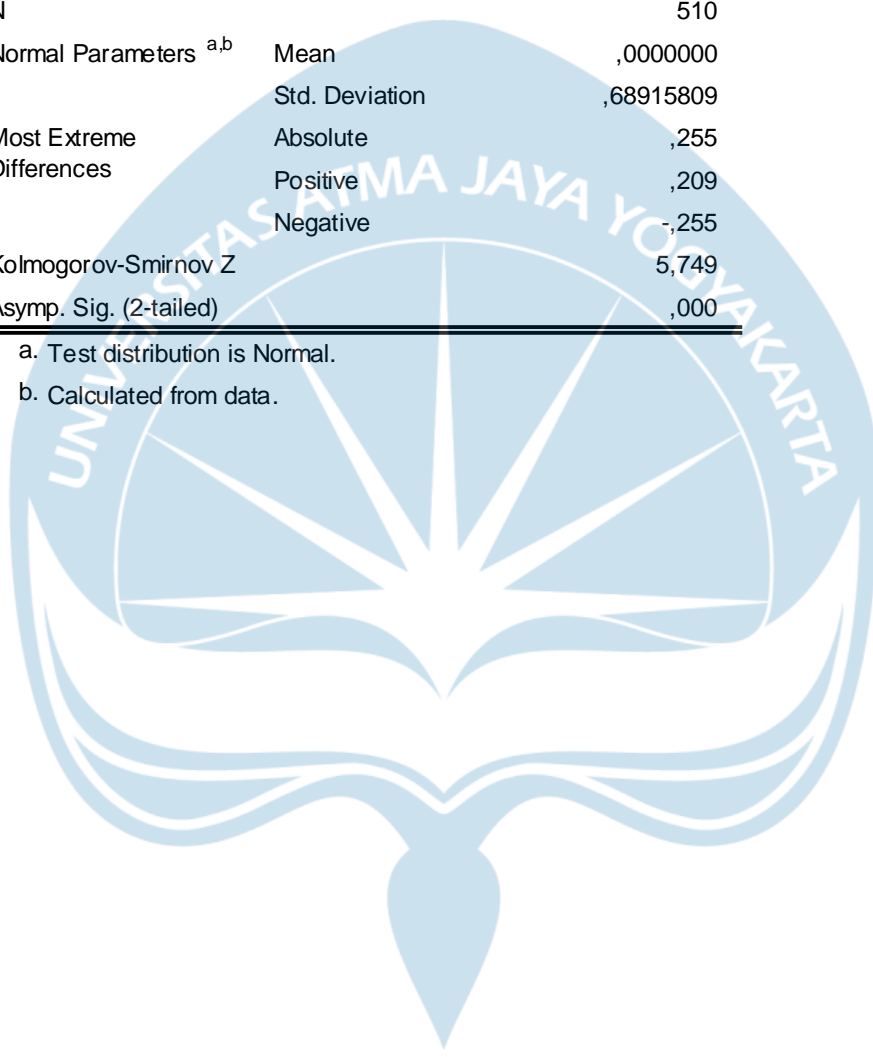 N 510
Normal Parameters a,b Mean ,0000000
Std. Deviation ,68915809
Most Extreme Differences Absolute ,255
Positive ,209
Negative -,255
Kolmogorov-Smirnov Z 5,749
Asymp. Sig. (2-tailed) ,000
a. Test distribution is Normal.
b. Calculated from data.
UNIVERSITAS ATMA JAYA YOGYAKARTA